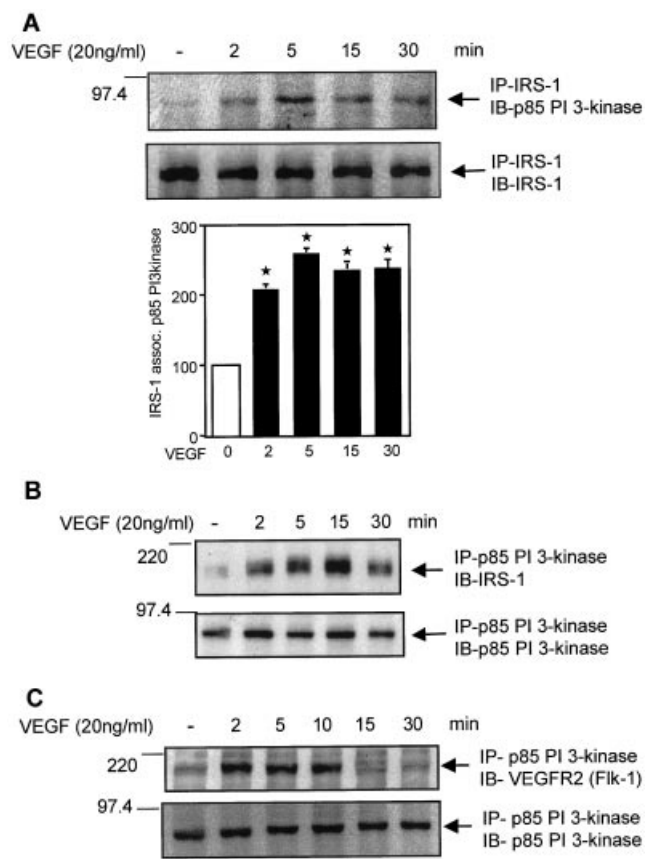 A
VEGF (20ng/ml) - 2 5 15 30 min
97.4
IP-IRS-1
IB-p85 PI 3-kinase
IP-IRS-1
IB-IRS-1
IRS-1 assoc. p85 PI3kinase
300
200
100
0
★ ★ ★ ★
VEGF 0 2 5 15 30
B
VEGF (20ng/ml) - 2 5 15 30 min
220
IP-p85 PI 3-kinase
IB-IRS-1
97.4
IP-p85 PI 3-kinase
IB-p85 PI 3-kinase
C
VEGF (20ng/ml) - 2 5 10 15 30 min
220
IP- p85 PI 3-kinase
IB- VEGFR2 (Flk-1)
97.4
IP- p85 PI 3-kinase
IB- p85 PI 3-kinase